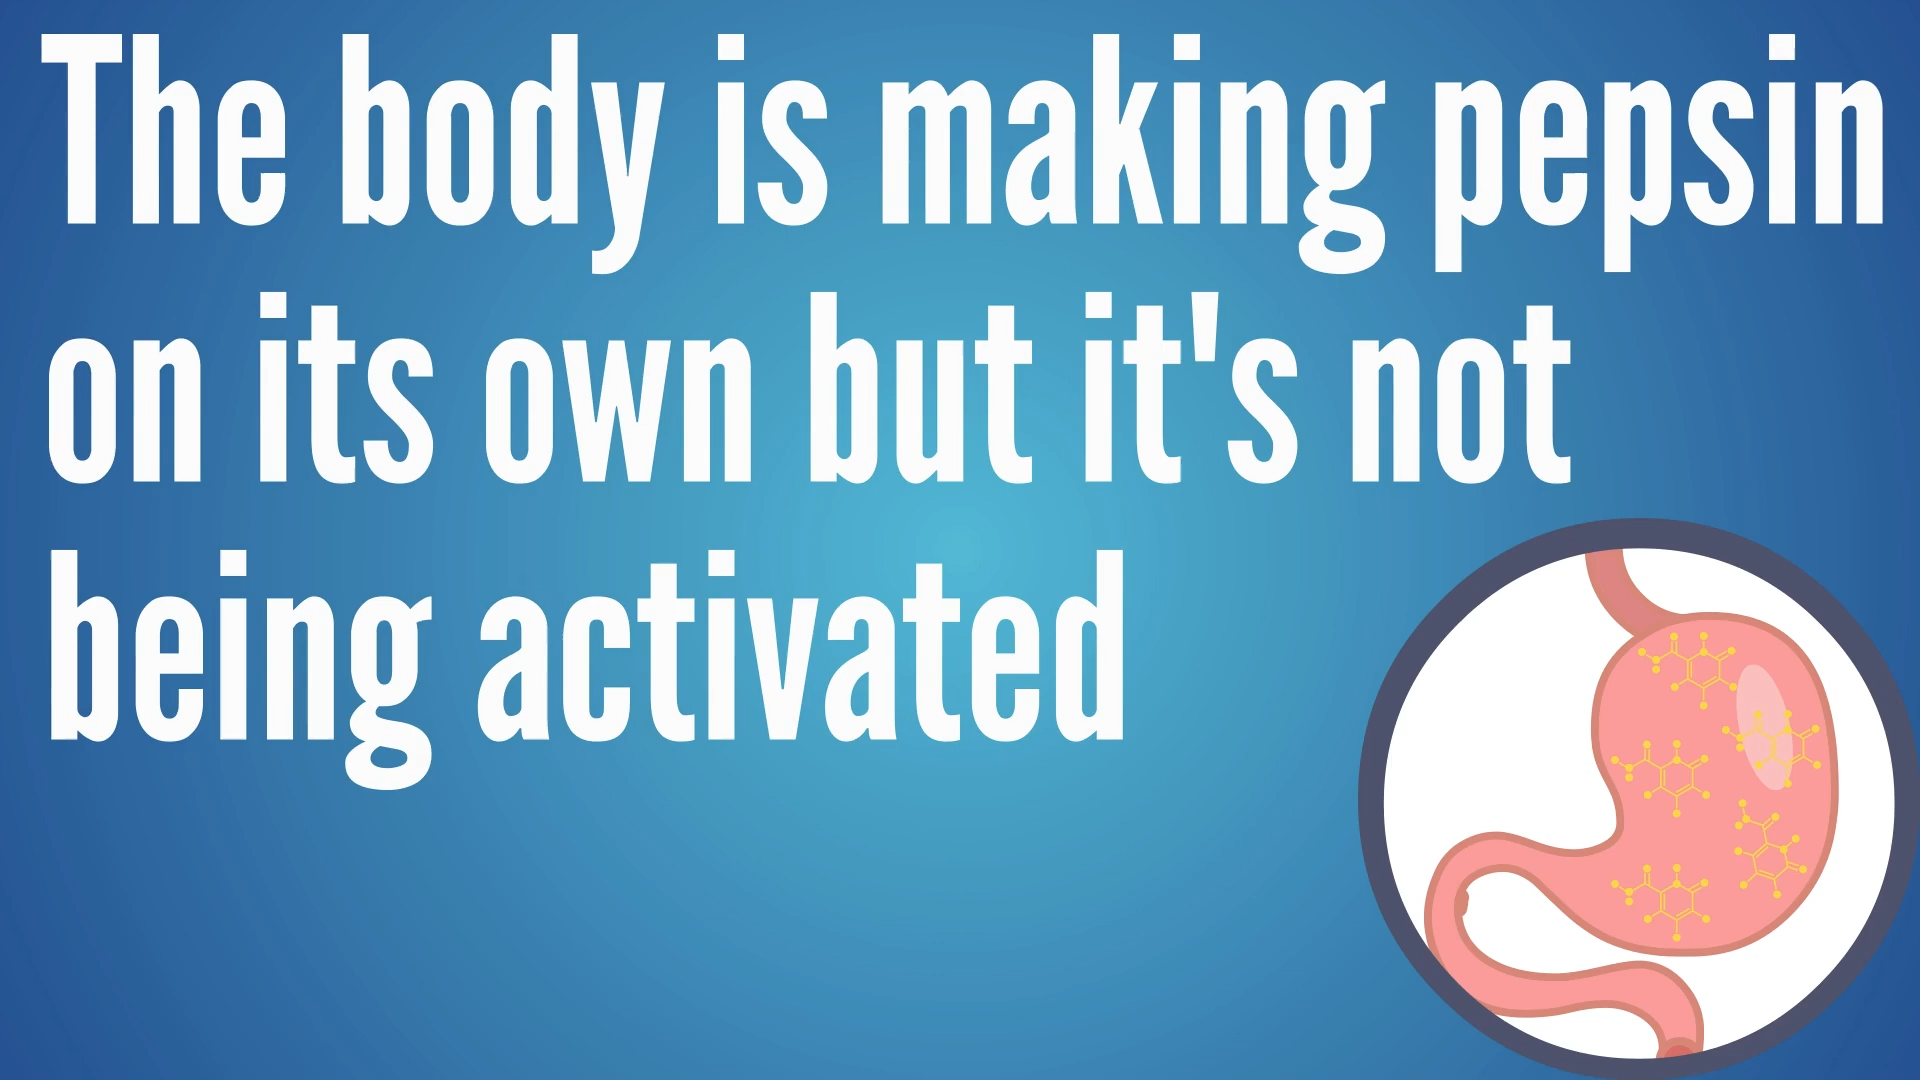 The body is making pepsin
on its own but it's not
being activated